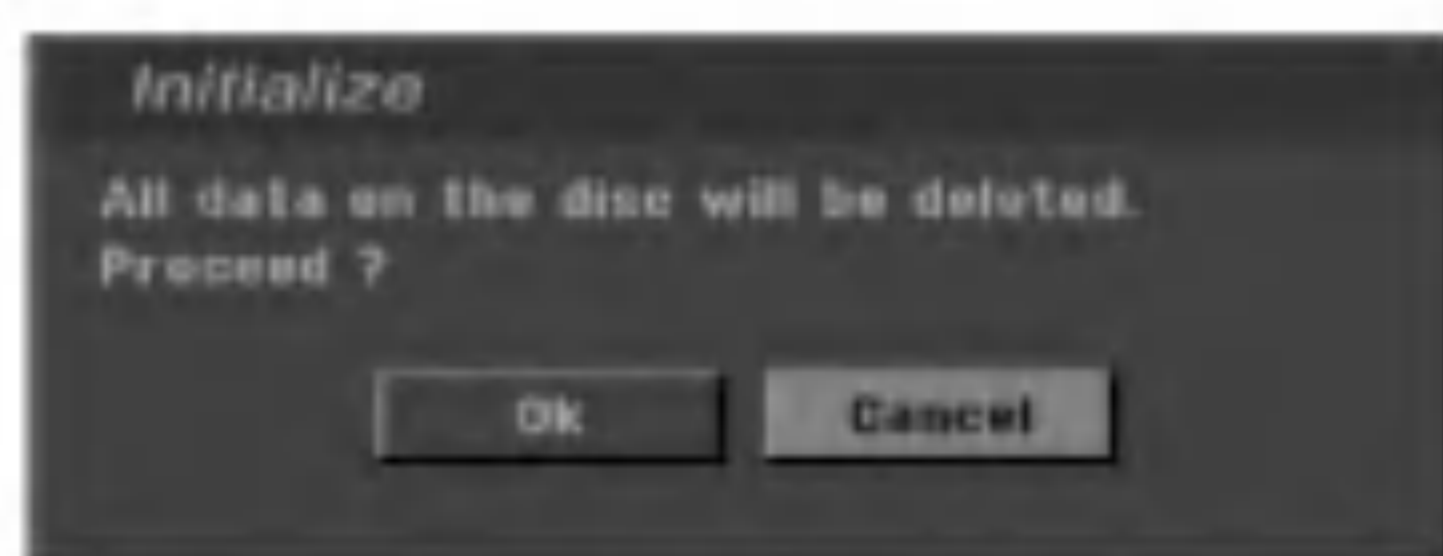 Initialize
All data on the disc will be deleted.
Proceed ?
Ok
Cancel